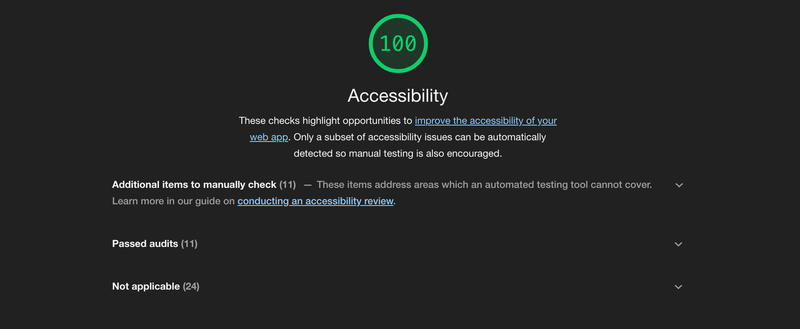 100
Accessibility
These checks highlight opportunities to improve the accessibility of your
web app. Only a subset of accessibility issues can be automatically
detected so manual testing is also encouraged.
Additional items to manually check (11) — These items address areas which an automated testing tool cannot cover.
Learn more in our guide on conducting an accessibility review.
Passed audits (11)
Not applicable (24)